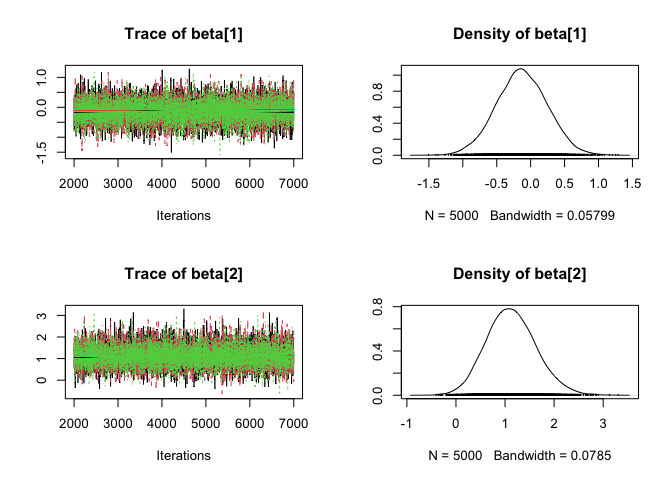 Trace of beta[1]
-1.5 0.0 1.0
2000 3000 4000 5000 6000 7000
Iterations
Density of beta[1]
0.0 0.4 0.8
-1.5 -0.5 0.0 0.5 1.0 1.5
N = 5000 Bandwidth = 0.05799
Trace of beta[2]
0 1 2 3
2000 3000 4000 5000 6000 7000
Iterations
Density of beta[2]
0.0 0.4 0.8
-1 0 1 2 3
N = 5000 Bandwidth = 0.0785